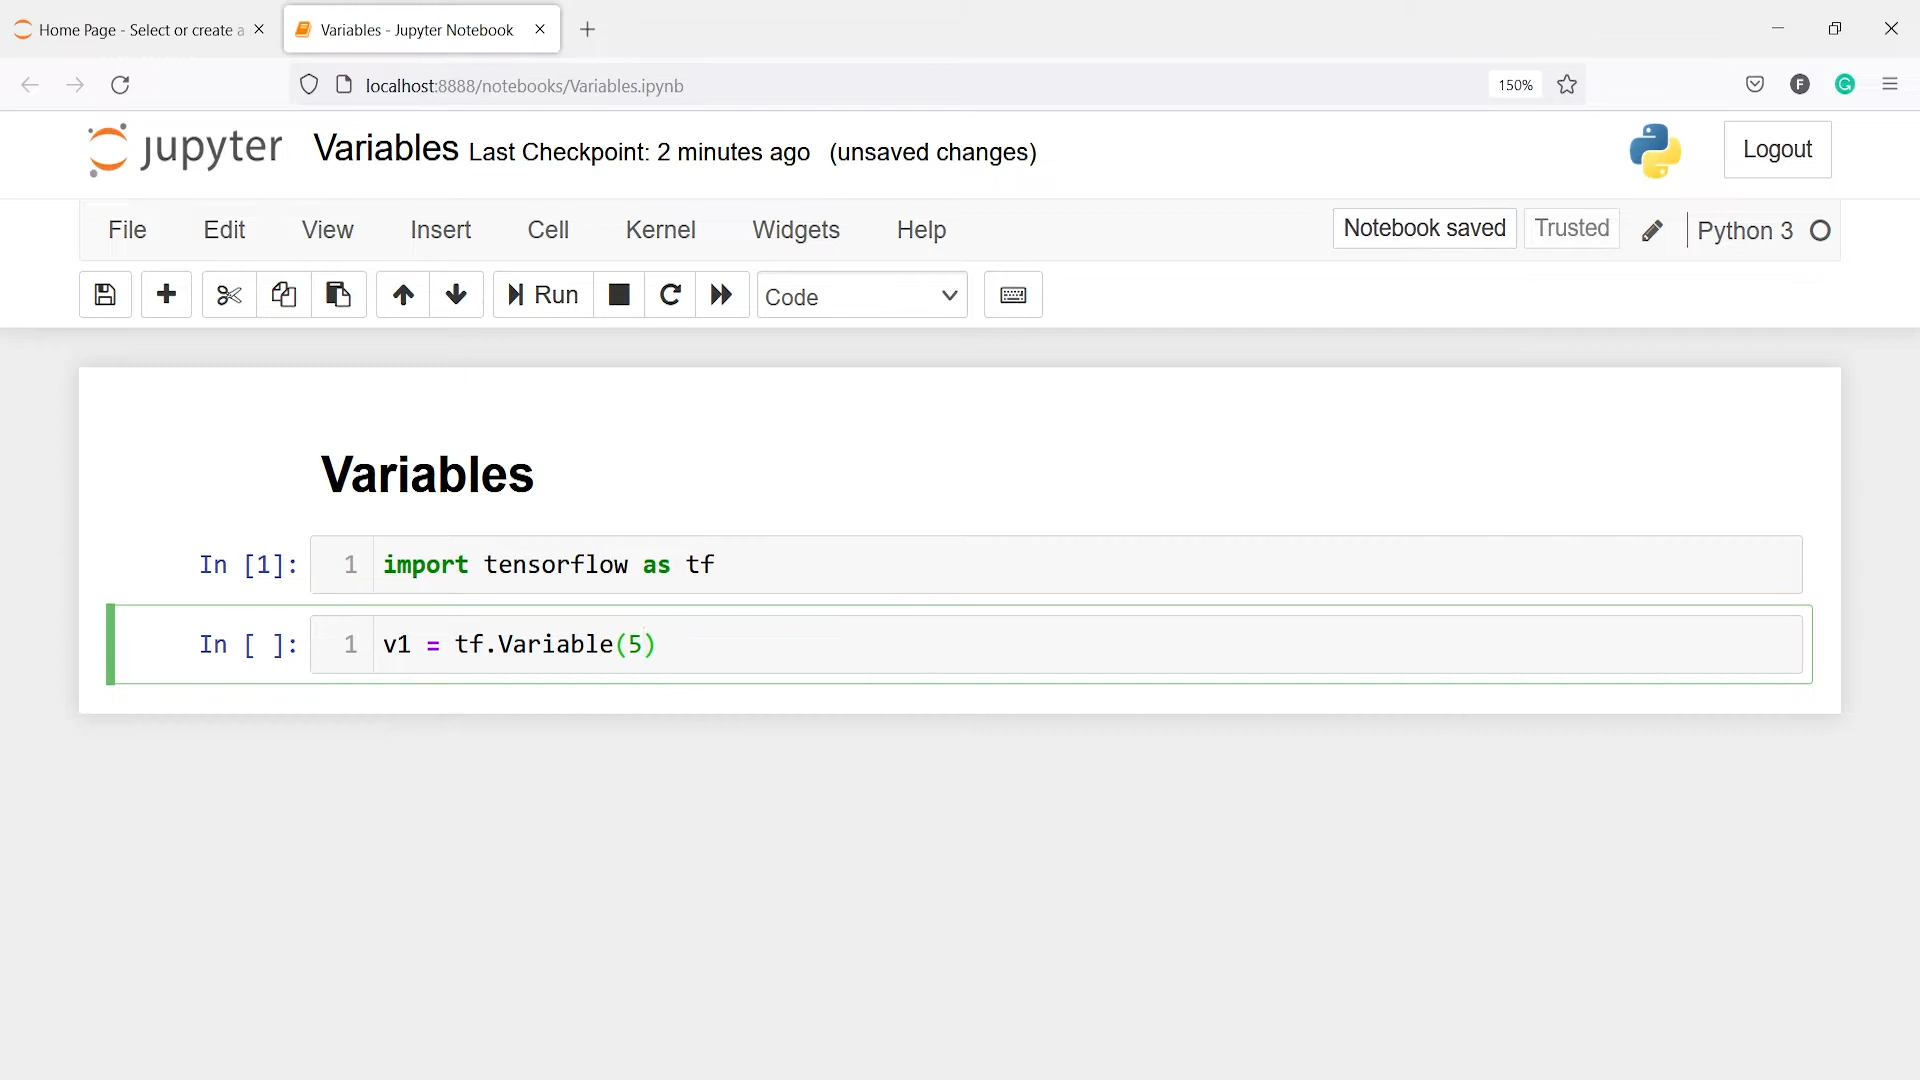 Home Page - Select or create a
Variables - Jupyter Notebook
localhost:8888/notebooks/Variables.ipynb
150%
F
G
jupyter Variables Last Checkpoint: 2 minutes ago (unsaved changes)
Logout
File Edit View Insert Cell Kernel Widgets Help
Notebook saved Trusted Python 3
Run Code
Variables
In [1]: 1 import tensorflow as tf
In [ ]: 1 v1 = tf.Variable(5)